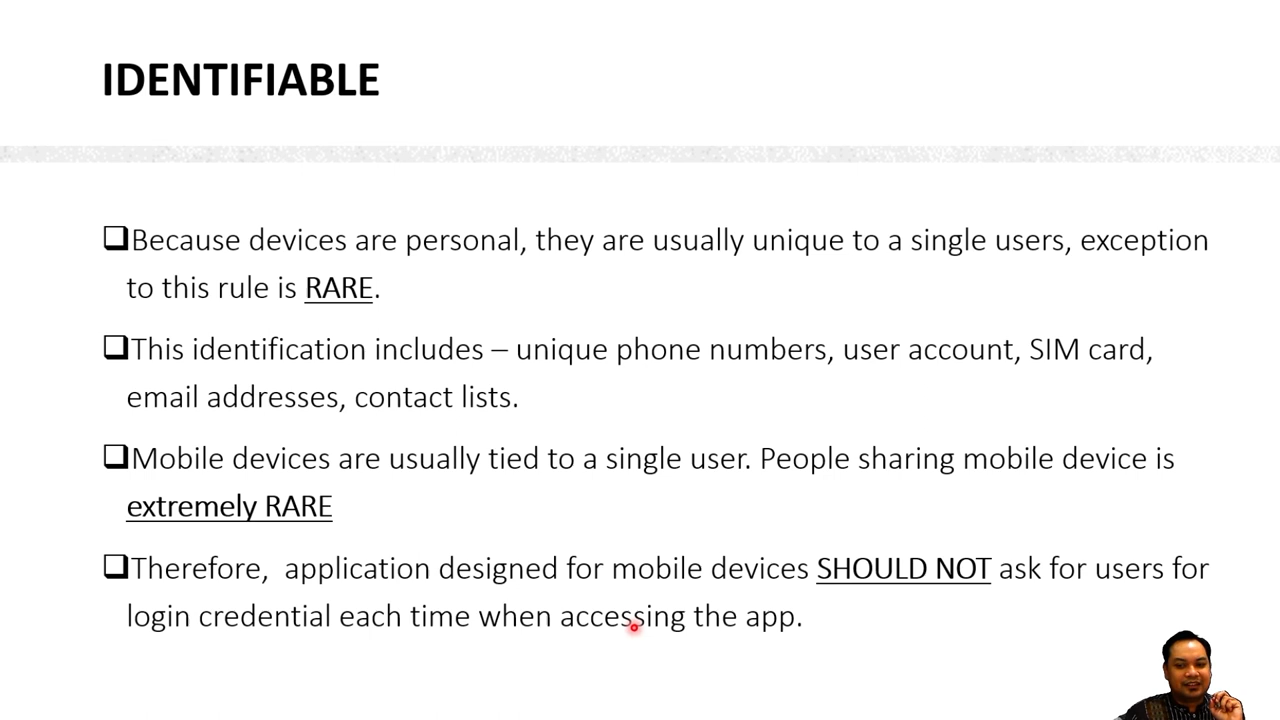 IDENTIFIABLE
❑Because devices are personal, they are usually unique to a single users, exception
to this rule is RARE.
❑This identification includes – unique phone numbers, user account, SIM card,
email addresses, contact lists.
❑Mobile devices are usually tied to a single user. People sharing mobile device is
extremely RARE
❑Therefore,  application designed for mobile devices SHOULD NOT ask for users for
login credential each time when accessing the app.